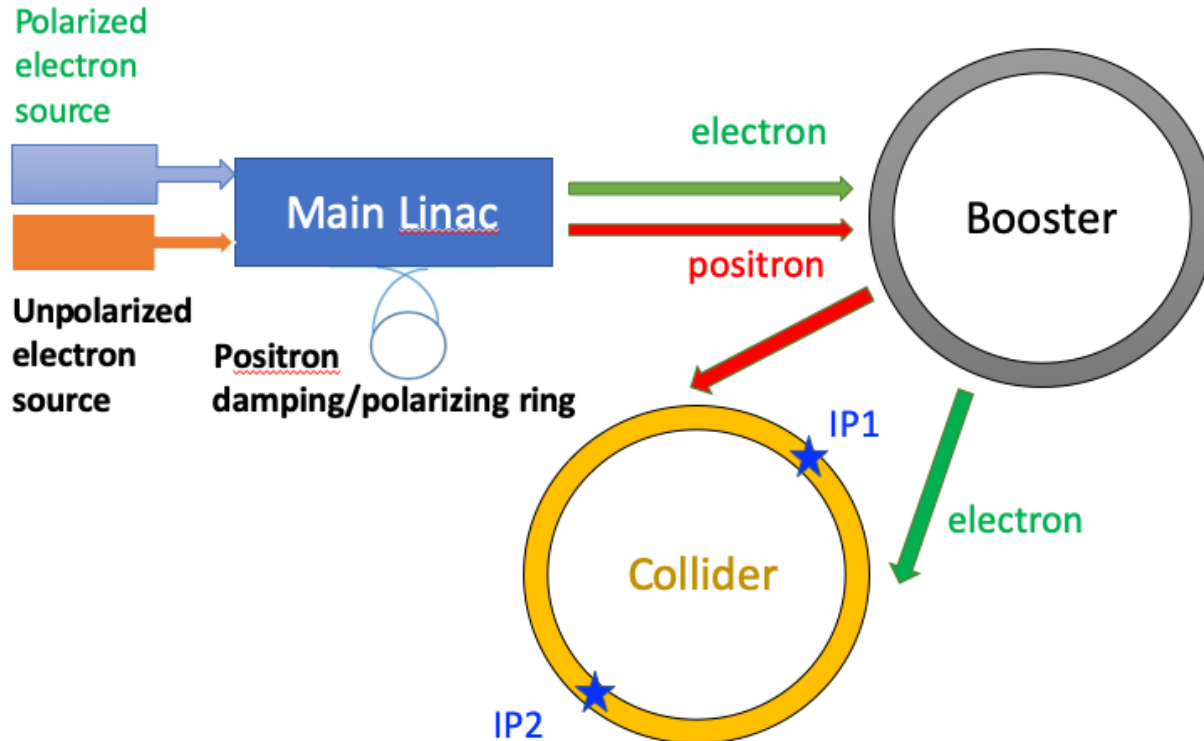 Polarized
electron
source
electron
Main Linac
Booster
positron
Unpolarized
electron
source
Positron
damping/polarizing ring
IP1
electron
Collider
IP2